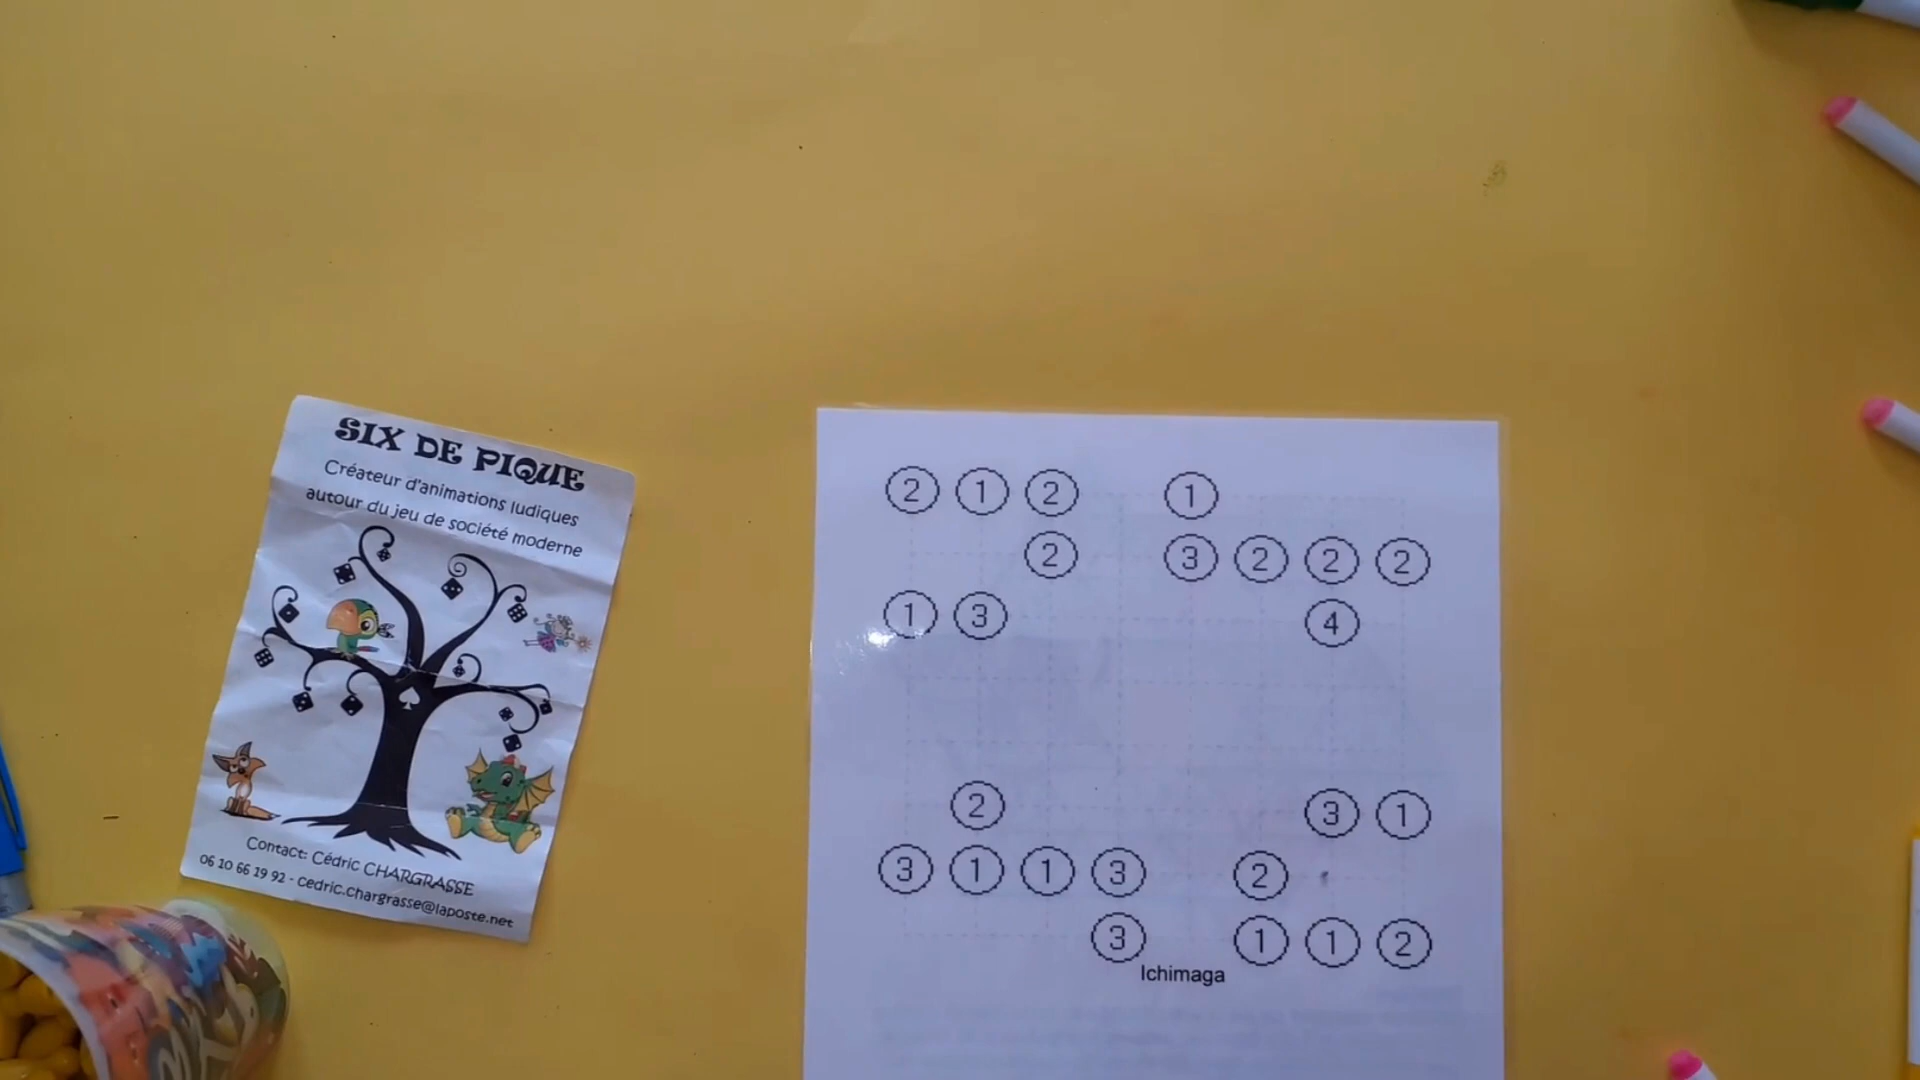 SIX DE PIQUE
Créateur d'animations ludiques
autour du jeu de société moderne
Contact: Cédric CHARGRASSE
06 10 66 19 92 - cedric.chargrasse@laposte.net
2 1 2 1
2 3 2 2 2
1 3 4
2 3 1
3 1 1 3 2
3 1 1 2
Ichimaga